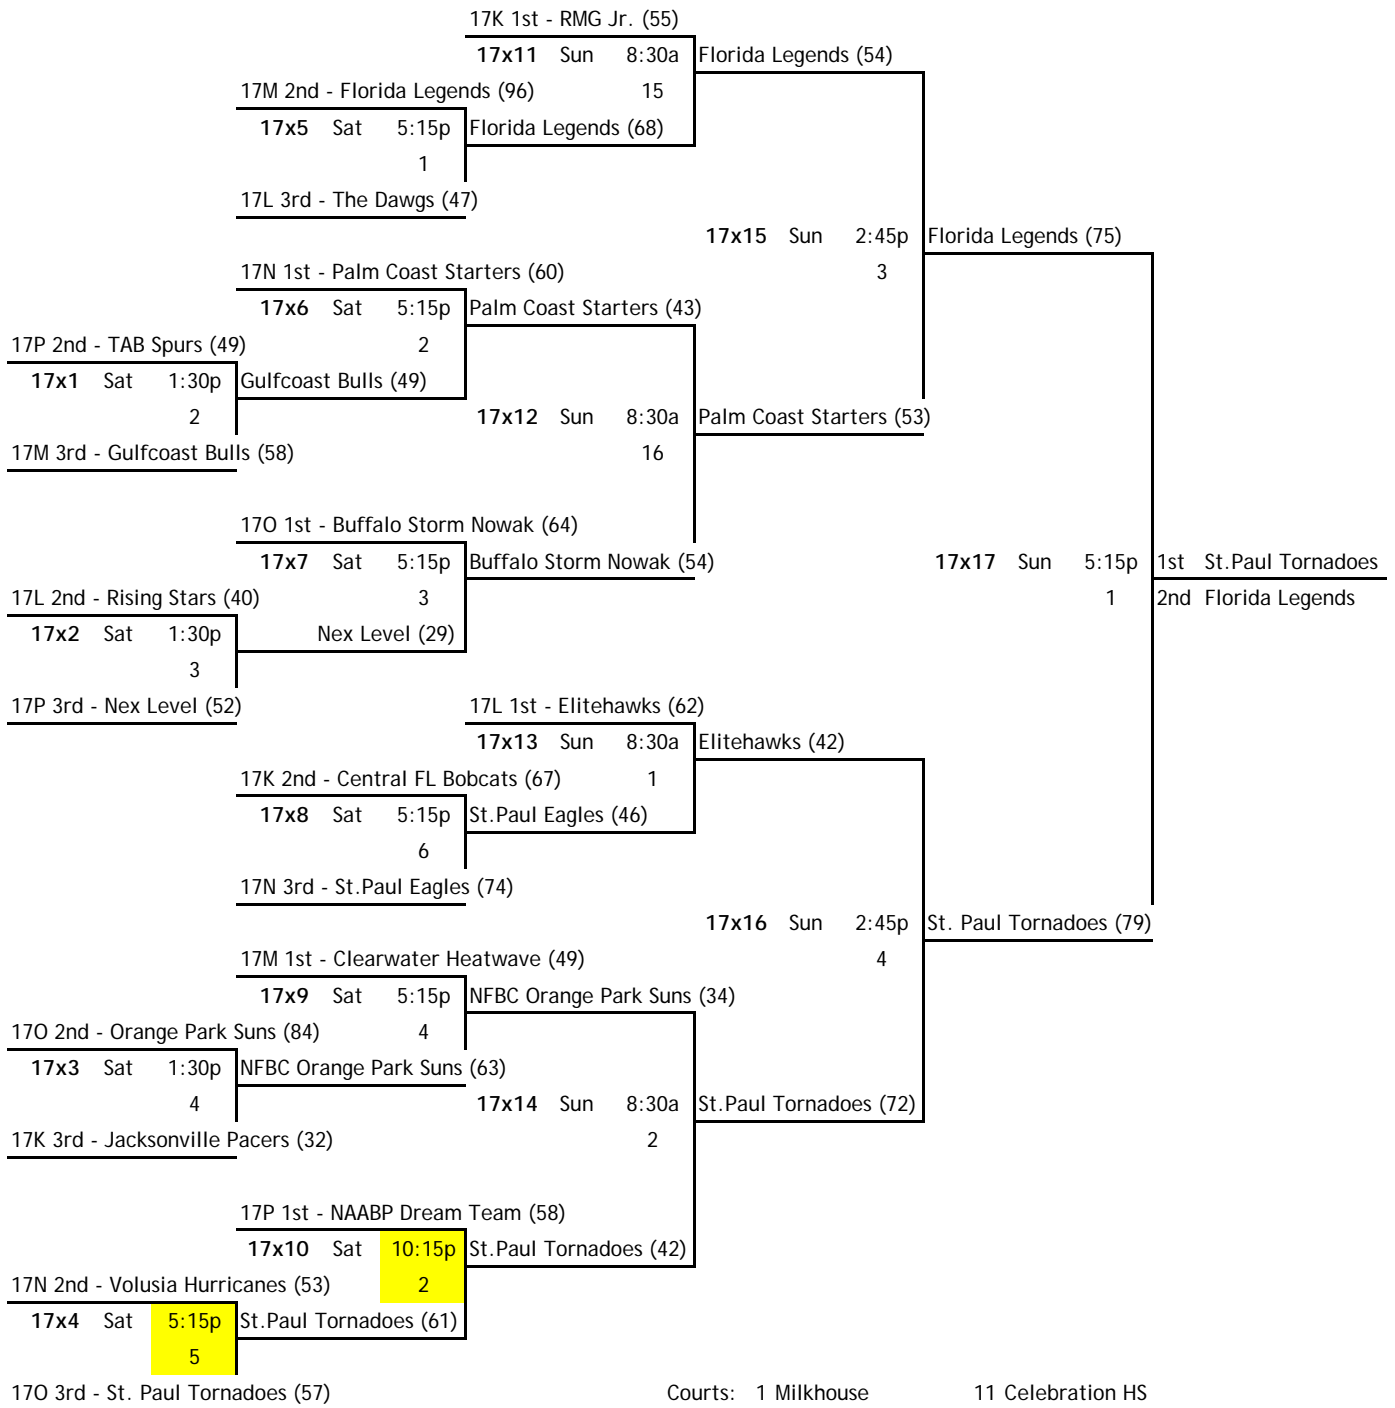 17K 1st - RMG Jr. (55)
17x11 Sun 8:30a Florida Legends (54)
17M 2nd - Florida Legends (96) 15
17x5 Sat 5:15p Florida Legends (68)
1
17L 3rd - The Dawgs (47)
17x15 Sun 2:45p Florida Legends (75)
17N 1st - Palm Coast Starters (60) 3
17x6 Sat 5:15p Palm Coast Starters (43)
17P 2nd - TAB Spurs (49) 2
17x1 Sat 1:30p Gulfcoast Bulls (49)
2 17x12 Sun 8:30a Palm Coast Starters (53)
17M 3rd - Gulfcoast Bulls (58) 16
17O 1st - Buffalo Storm Nowak (64)
17x7 Sat 5:15p Buffalo Storm Nowak (54) 17x17 Sun 5:15p 1st St.Paul Tornadoes
17L 2nd - Rising Stars (40) 3 1 2nd Florida Legends
17x2 Sat 1:30p Nex Level (29)
3
17P 3rd - Nex Level (52) 17L 1st - Elitehawks (62)
17x13 Sun 8:30a Elitehawks (42)
17K 2nd - Central FL Bobcats (67) 1
17x8 Sat 5:15p St.Paul Eagles (46)
6
17N 3rd - St.Paul Eagles (74)
17x16 Sun 2:45p St. Paul Tornadoes (79)
17M 1st - Clearwater Heatwave (49) 4
17x9 Sat 5:15p NFBC Orange Park Suns (34)
17O 2nd - Orange Park Suns (84) 4
17x3 Sat 1:30p NFBC Orange Park Suns (63)
4 17x14 Sun 8:30a St.Paul Tornadoes (72)
17K 3rd - Jacksonville Pacers (32) 2
17P 1st - NAABP Dream Team (58)
17x10 Sat 10:15p St.Paul Tornadoes (42)
17N 2nd - Volusia Hurricanes (53) 2
17x4 Sat 5:15p St.Paul Tornadoes (61)
5
17O 3rd - St. Paul Tornadoes (57) Courts: 1 Milkhouse 11 Celebration HS